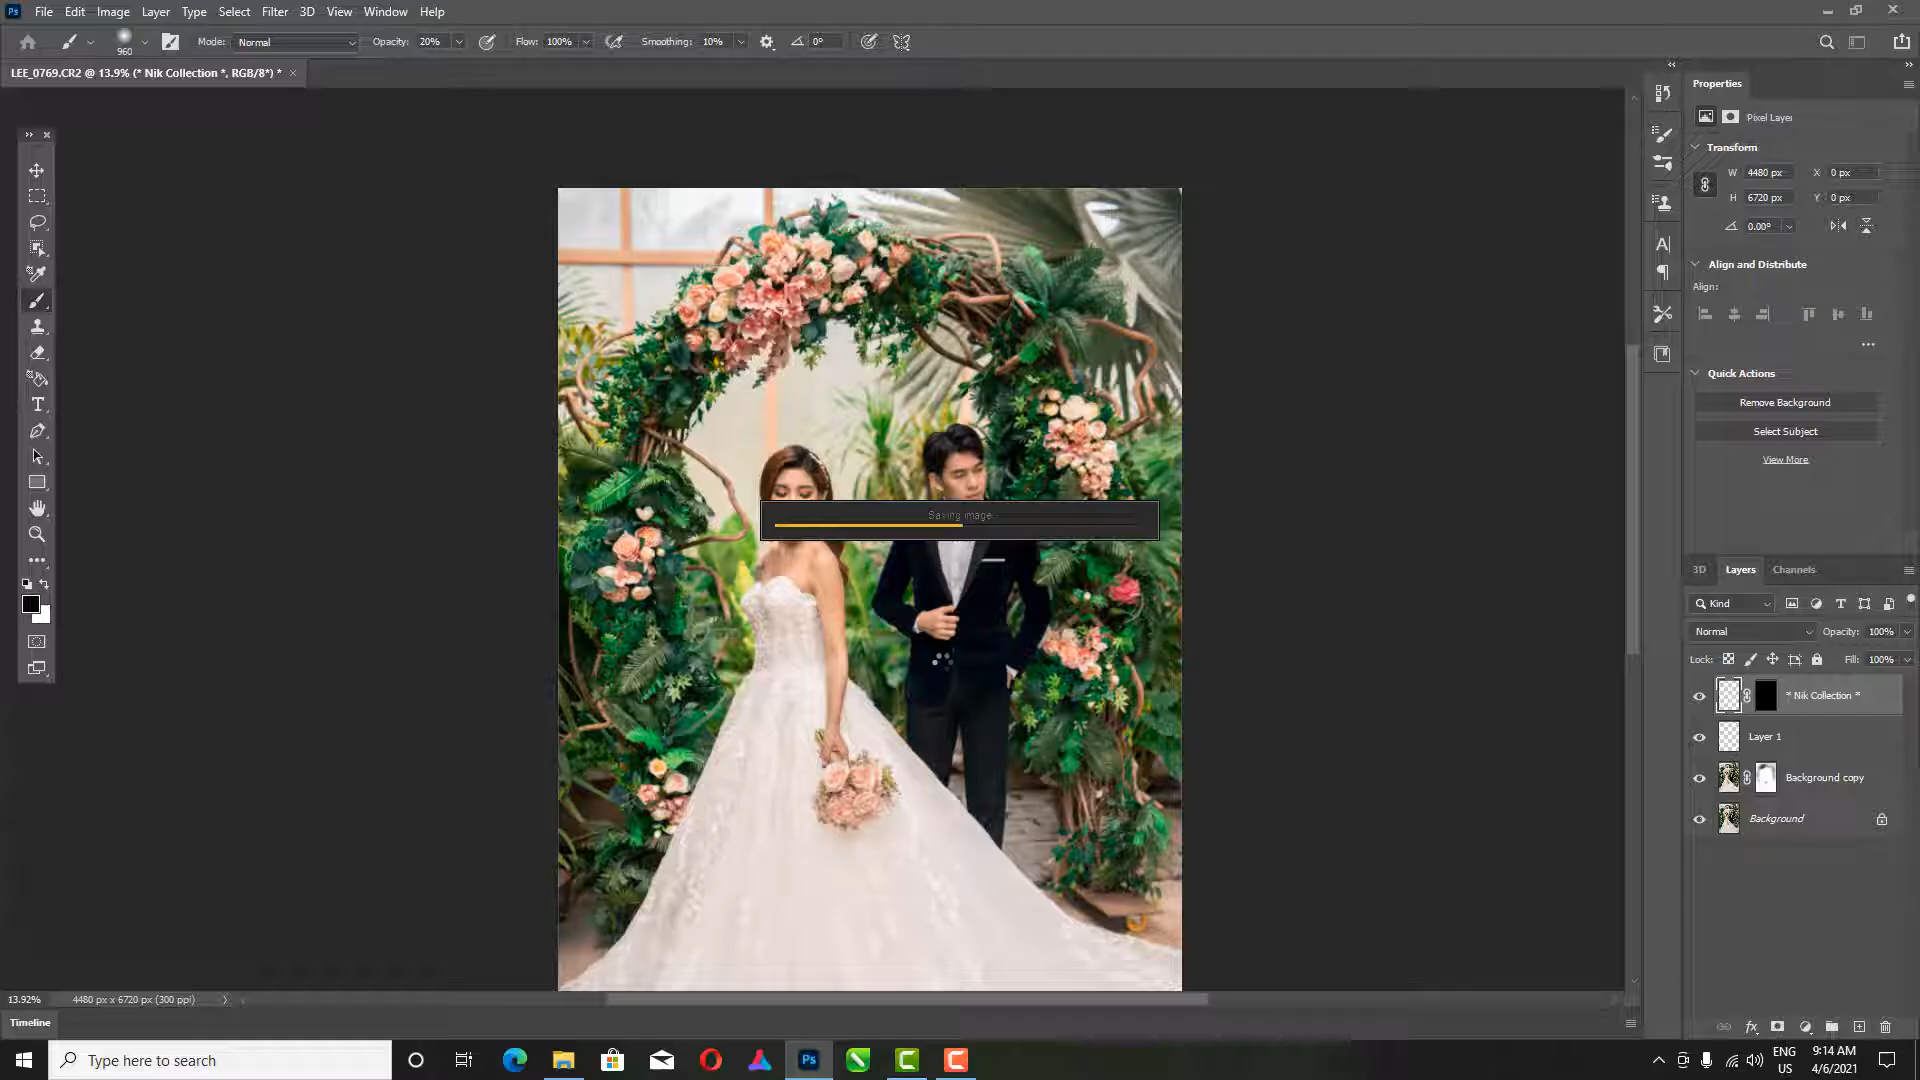 Ps File Edit Image Layer Type Select Filter 3D View Window Help
960 Mode: Normal Opacity: 20% Flow: 100% Smoothing: 10% 0°
LEE_0769.CR2 @ 13.9% (* Nik Collection *, RGB/8*) * ×
Properties
Pixel Layer
Transform
W 4480 px X 0 px
H 6720 px Y 0 px
0.00°
Align and Distribute
Align:
Quick Actions
Remove Background
Select Subject
View More
Saving image
3D Layers Channels
Kind
Normal Opacity: 100%
Lock: Fill: 100%
* Nik Collection *
Layer 1
Background copy
Background
13.92% 4480 px x 6720 px (300 ppi)
Timeline
Type here to search
Ps
ENG
US
9:14 AM
4/6/2021